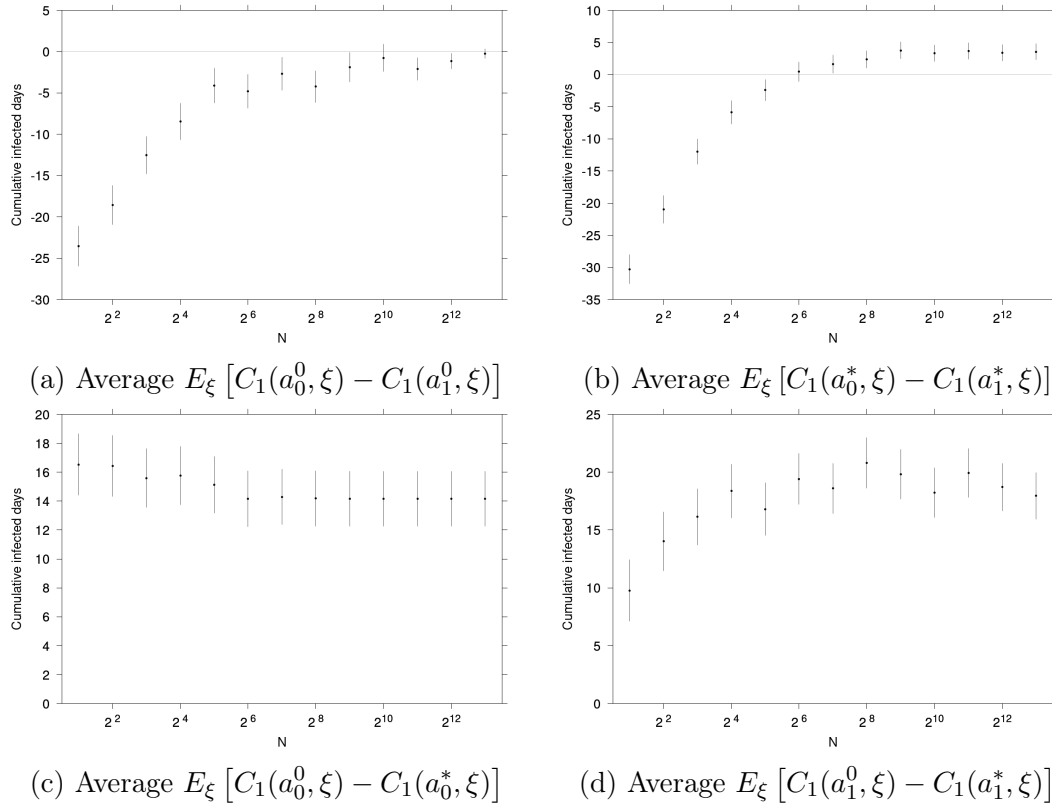 0
-5
-10
-15
-20
-25
-30
Cumulative infected days
2^2 2^4 2^6 2^8 2^10 2^12
N
(a) Average E_ξ [C_1(a_0^0, ξ) − C_1(a_1^0, ξ)]
10
5
0
-5
-10
-15
-20
-25
-30
-35
Cumulative infected days
2^2 2^4 2^6 2^8 2^10 2^12
N
(b) Average E_ξ [C_1(a_0^*, ξ) − C_1(a_1^*, ξ)]
20
18
16
14
12
10
8
6
4
2
0
Cumulative infected days
2^2 2^4 2^6 2^8 2^10 2^12
N
(c) Average E_ξ [C_1(a_0^0, ξ) − C_1(a_0^*, ξ)]
25
20
15
10
5
0
Cumulative infected days
2^2 2^4 2^6 2^8 2^10 2^12
N
(d) Average E_ξ [C_1(a_1^0, ξ) − C_1(a_1^*, ξ)]